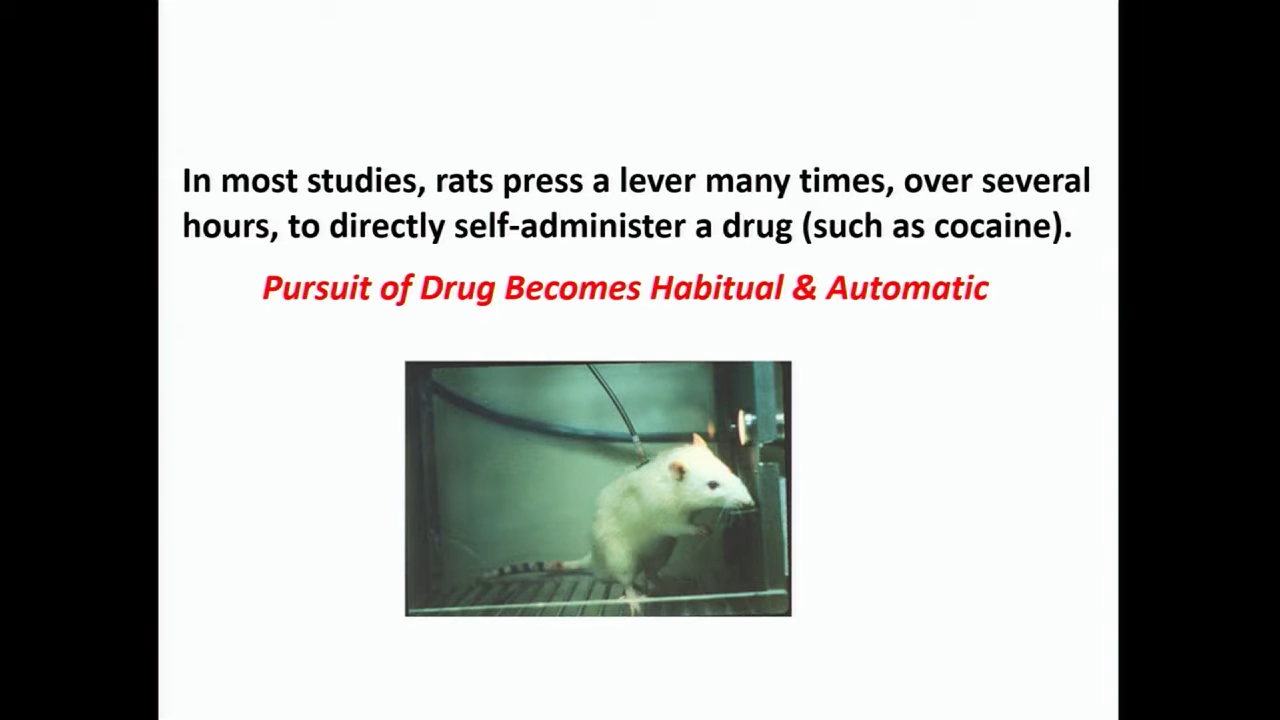 In most studies, rats press a lever many times, over several
hours, to directly self-administer a drug (such as cocaine).
Pursuit of Drug Becomes Habitual & Automatic